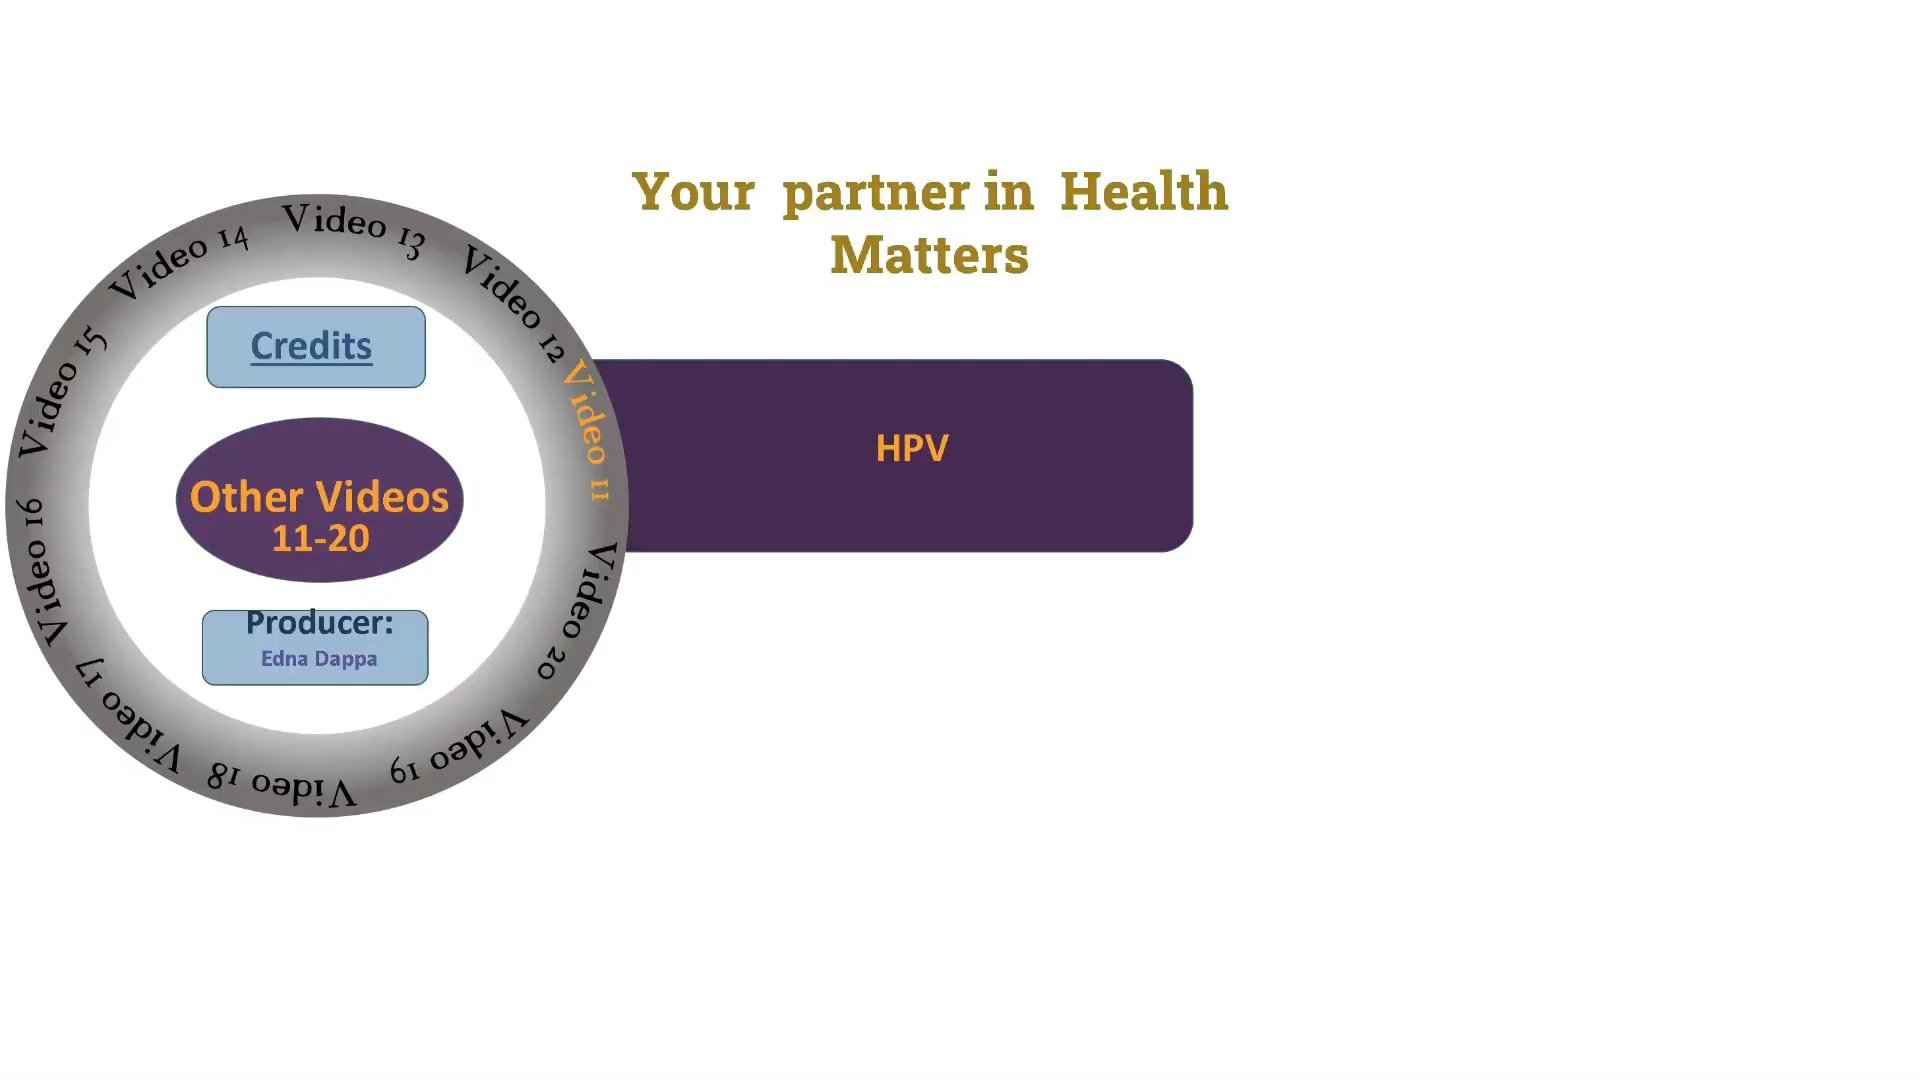 Your partner in Health
Matters
Video 11
Video 12
Video 13
Video 14
Video 15
Video 16
Video 17
Video 18
Video 19
Video 20
Credits
Other Videos
11-20
Producer:
Edna Dappa
HPV